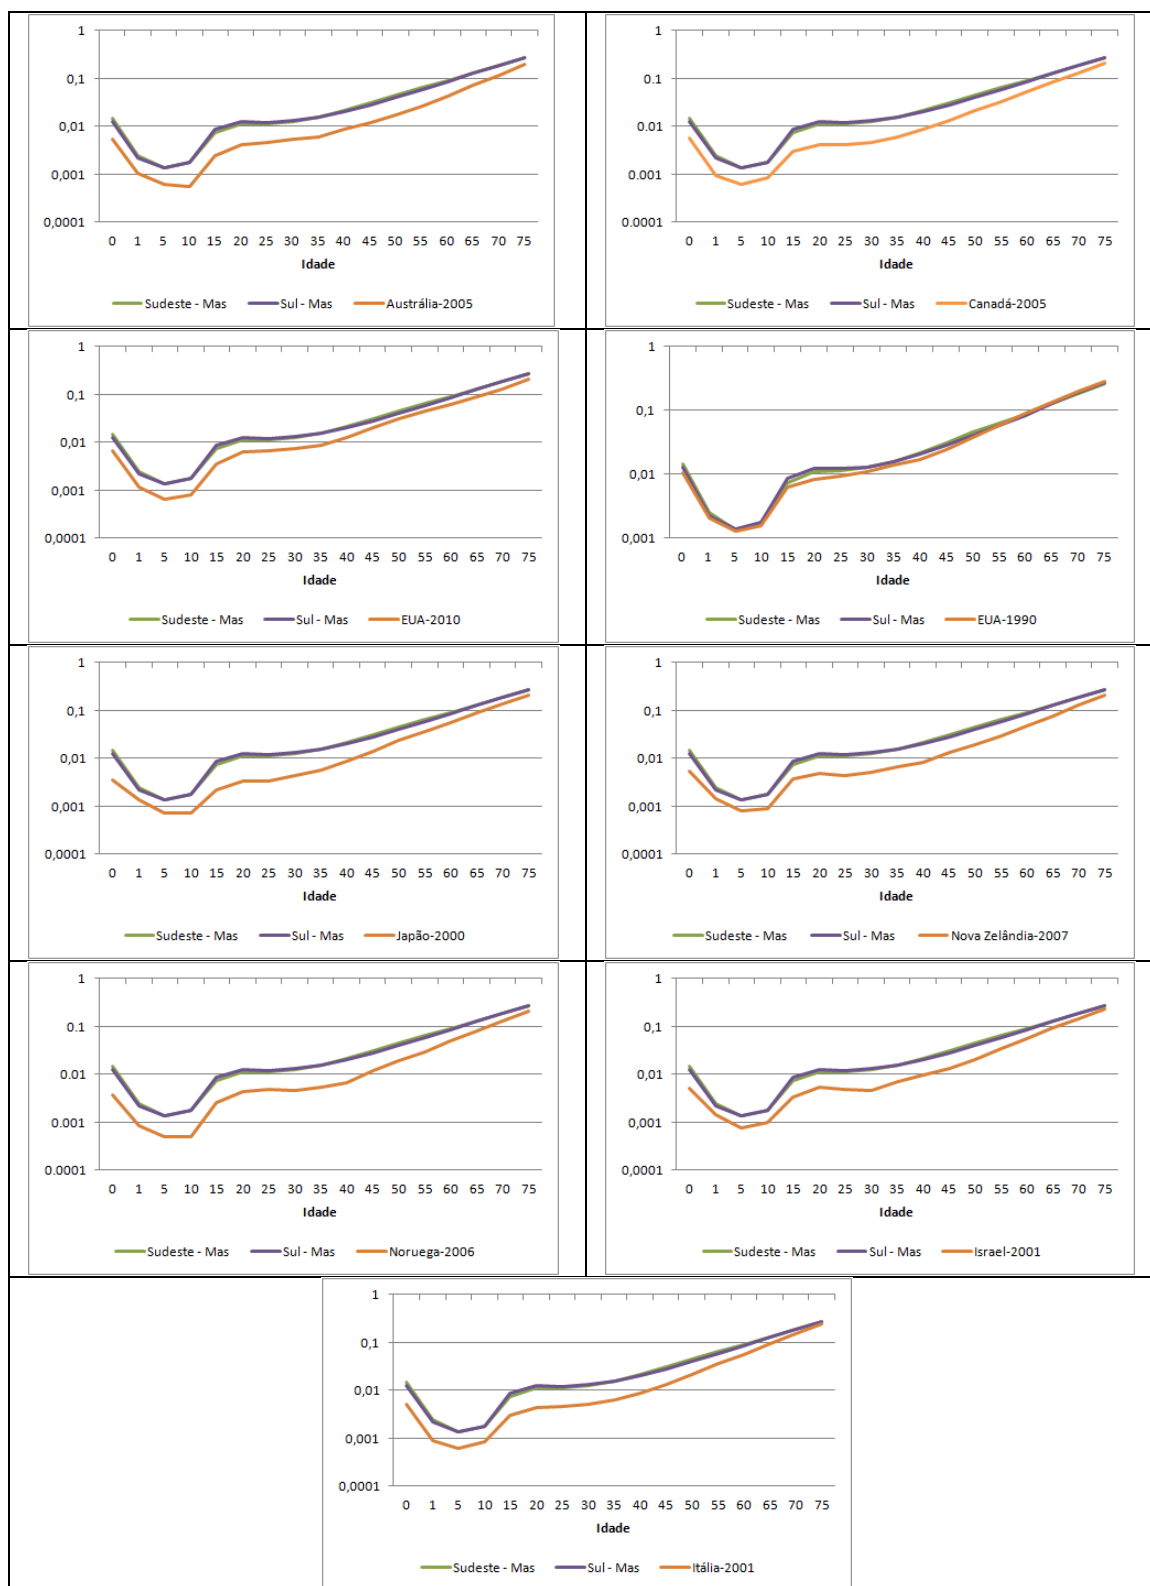 1
0,1
0,01
0,001
0,0001
0 1 5 10 15 20 25 30 35 40 45 50 55 60 65 70 75
Idade
Sudeste - Mas Sul - Mas Austrália-2005
1
0,1
0,01
0.001
0.0001
0 1 5 10 15 20 25 30 35 40 45 50 55 60 65 70 75
Idade
Sudeste - Mas Sul - Mas Canadá-2005
1
0,1
0,01
0,001
0,0001
0 1 5 10 15 20 25 30 35 40 45 50 55 60 65 70 75
Idade
Sudeste - Mas Sul - Mas EUA-2010
1
0,1
0,01
0,001
0 1 5 10 15 20 25 30 35 40 45 50 55 60 65 70 75
Idade
Sudeste - Mas Sul - Mas EUA-1990
1
0,1
0,01
0,001
0,0001
0 1 5 10 15 20 25 30 35 40 45 50 55 60 65 70 75
Idade
Sudeste - Mas Sul - Mas Japão-2000
1
0,1
0,01
0,001
0,0001
0 1 5 10 15 20 25 30 35 40 45 50 55 60 65 70 75
Idade
Sudeste - Mas Sul - Mas Nova Zelândia-2007
1
0,1
0.01
0.001
0.0001
0 1 5 10 15 20 25 30 35 40 45 50 55 60 65 70 75
Idade
Sudeste - Mas Sul - Mas Noruega-2006
1
0,1
0,01
0,001
0,0001
0 1 5 10 15 20 25 30 35 40 45 50 55 60 65 70 75
Idade
Sudeste - Mas Sul - Mas Israel-2001
1
0,1
0,01
0,001
0,0001
0 1 5 10 15 20 25 30 35 40 45 50 55 60 65 70 75
Idade
Sudeste - Mas Sul - Mas Itália-2001